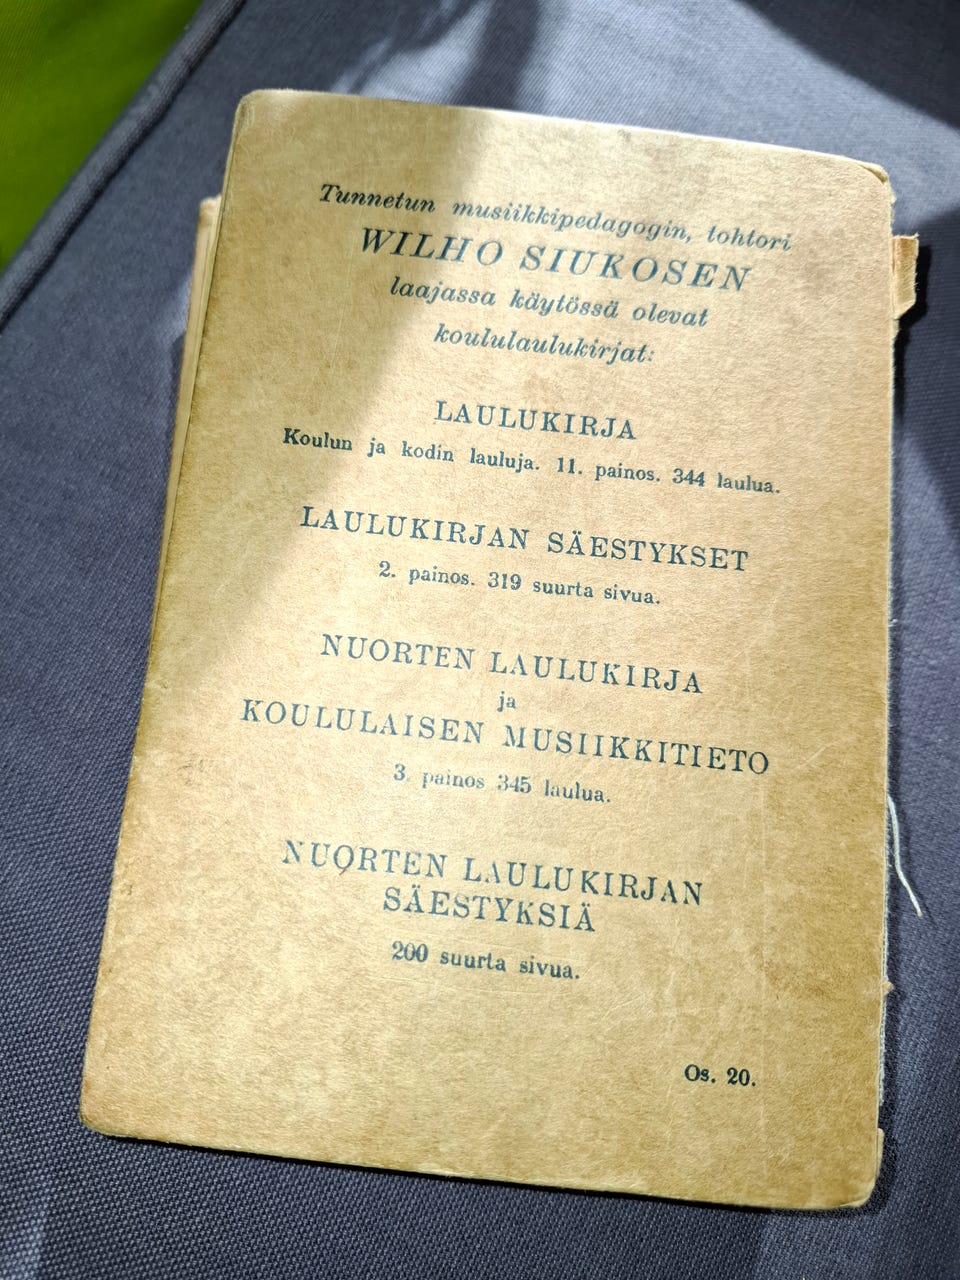 Tunnetun musiikkipedagogin, tohtori
WILHO SIUKOSEN
laajassa käytössä olevat
koululaulukirjat:
LAULUKIRJA
Koulun ja kodin lauluja. 11. painos. 344 laulua.
LAULUKIRJAN SÄESTYKSET
2. painos. 319 suurta sivua.
NUORTEN LAULUKIRJA
ja
KOULULAISEN MUSIIKKITIETO
3. painos 345 laulua.
NUORTEN LAULUKIRJAN
SÄESTYKSIÄ
200 suurta sivua.
Os. 20.